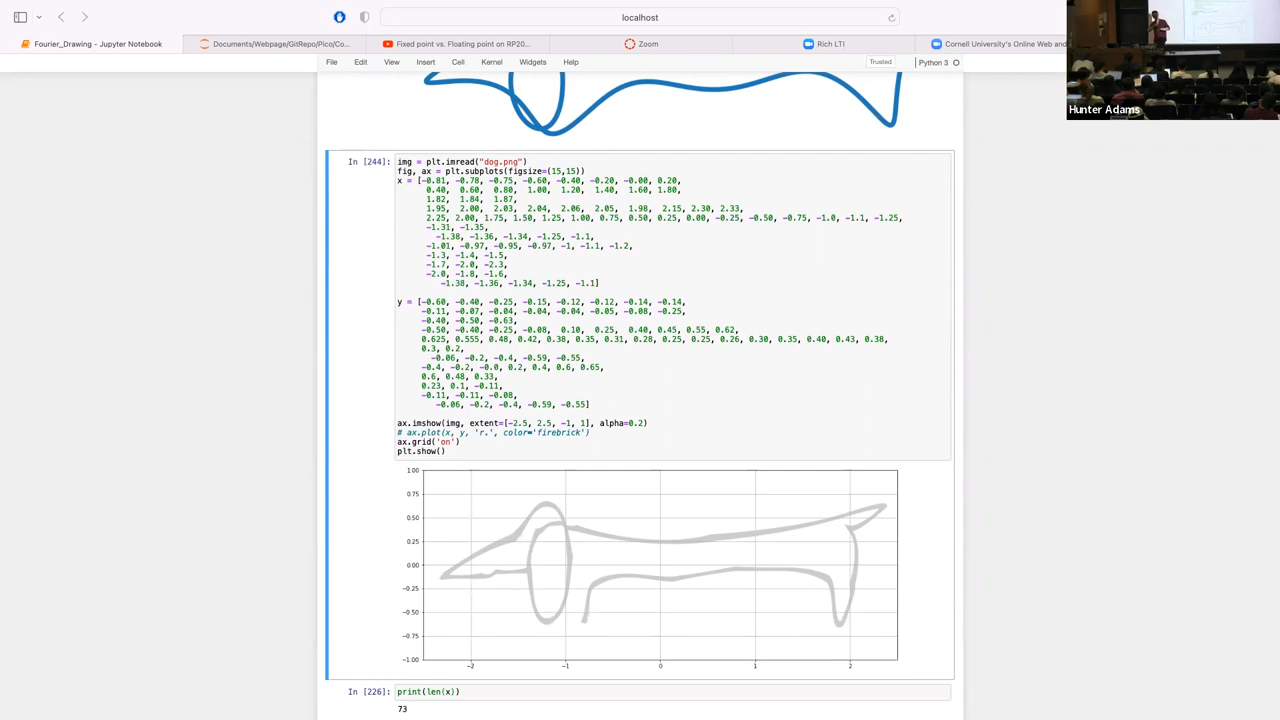 localhost
Fourier_Drawing - Jupyter Notebook
Documents/Webpage/GitRepo/Pico/Co...
Fixed point vs. Floating point on RP20...
Zoom
Rich LTI
Cornell University's Online Web and
File Edit View Insert Cell Kernel Widgets Help
Trusted
Python 3
Hunter Adams
In [244]:
img = plt.imread("dog.png")
fig, ax = plt.subplots(figsize=(15,15))
x = [-0.81, -0.78, -0.75, -0.60, -0.40, -0.20, -0.00, 0.20,
0.40, 0.60, 0.80, 1.00, 1.20, 1.40, 1.60, 1.80,
1.82, 1.84, 1.87,
1.95, 2.00, 2.03, 2.04, 2.06, 2.05, 1.98, 2.15, 2.30, 2.33,
2.25, 2.00, 1.75, 1.50, 1.25, 1.00, 0.75, 0.50, 0.25, 0.00, -0.25, -0.50, -0.75, -1.0, -1.1, -1.25,
-1.31, -1.35,
-1.38, -1.36, -1.34, -1.25, -1.1,
-1.01, -0.97, -0.95, -0.97, -1, -1.1, -1.2,
-1.3, -1.4, -1.5,
-1.7, -2.0, -2.3,
-2.0, -1.8, -1.6,
-1.38, -1.36, -1.34, -1.25, -1.1]
y = [-0.60, -0.40, -0.25, -0.15, -0.12, -0.12, -0.14, -0.14,
-0.11, -0.07, -0.04, -0.04, -0.04, -0.05, -0.08, -0.25,
-0.40, -0.50, -0.63,
-0.50, -0.40, -0.25, -0.08, 0.10, 0.25, 0.40, 0.45, 0.55, 0.62,
0.625, 0.555, 0.48, 0.42, 0.38, 0.35, 0.31, 0.28, 0.25, 0.25, 0.26, 0.30, 0.35, 0.40, 0.43, 0.38,
0.3, 0.2,
-0.06, -0.2, -0.4, -0.59, -0.55,
-0.4, -0.2, -0.0, 0.2, 0.4, 0.6, 0.65,
0.6, 0.48, 0.33,
0.23, 0.1, -0.11,
-0.11, -0.11, -0.08,
-0.06, -0.2, -0.4, -0.59, -0.55]
ax.imshow(img, extent=[-2.5, 2.5, -1, 1], alpha=0.2)
# ax.plot(x, y, 'r.', color='firebrick')
ax.grid('on')
plt.show()
1.00
0.75
0.50
0.25
0.00
−0.25
−0.50
−0.75
−1.00
−2 −1 0 1 2
In [226]:
print(len(x))
73